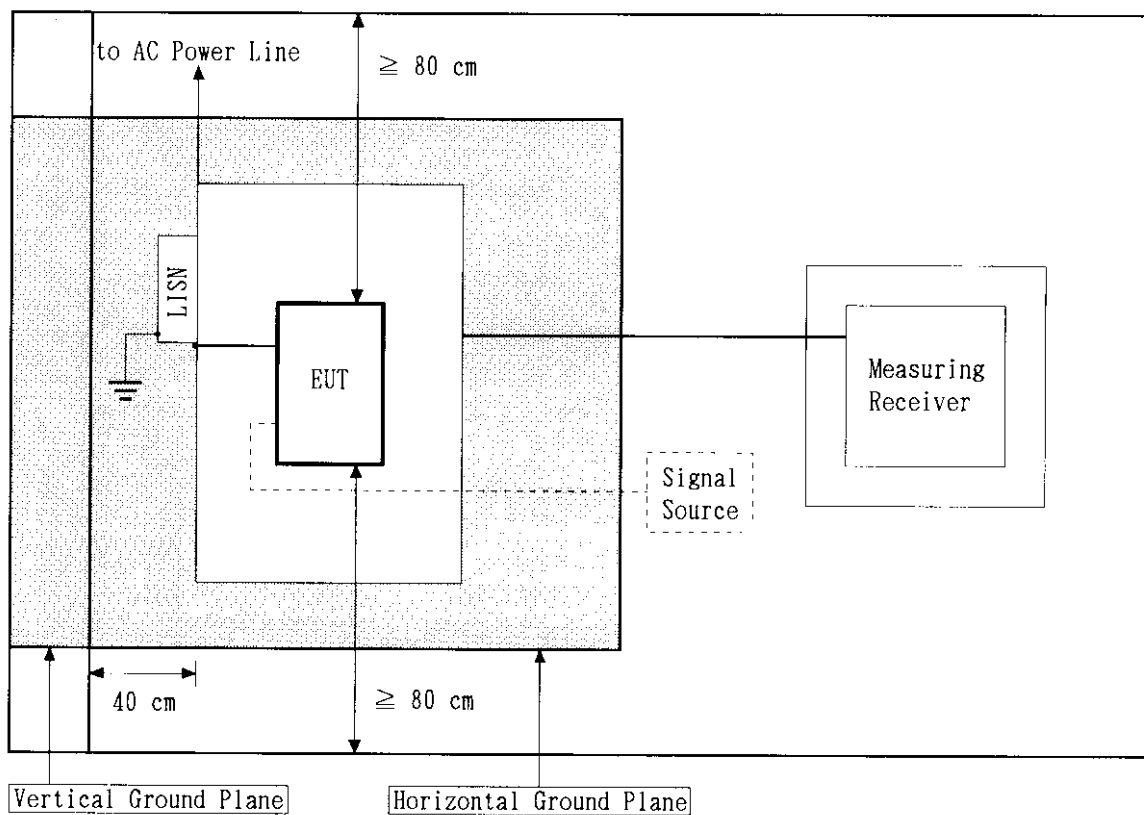 to AC Power Line
≧ 80 cm
LISN
EUT
Measuring
Receiver
Signal
Source
40 cm
≧ 80 cm
Vertical Ground Plane
Horizontal Ground Plane